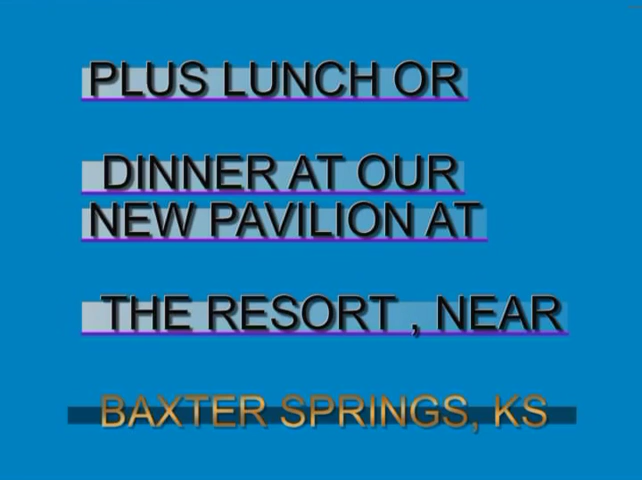 PLUS LUNCH OR
DINNER AT OUR
NEW PAVILION AT
THE RESORT , NEAR
BAXTER SPRINGS, KS